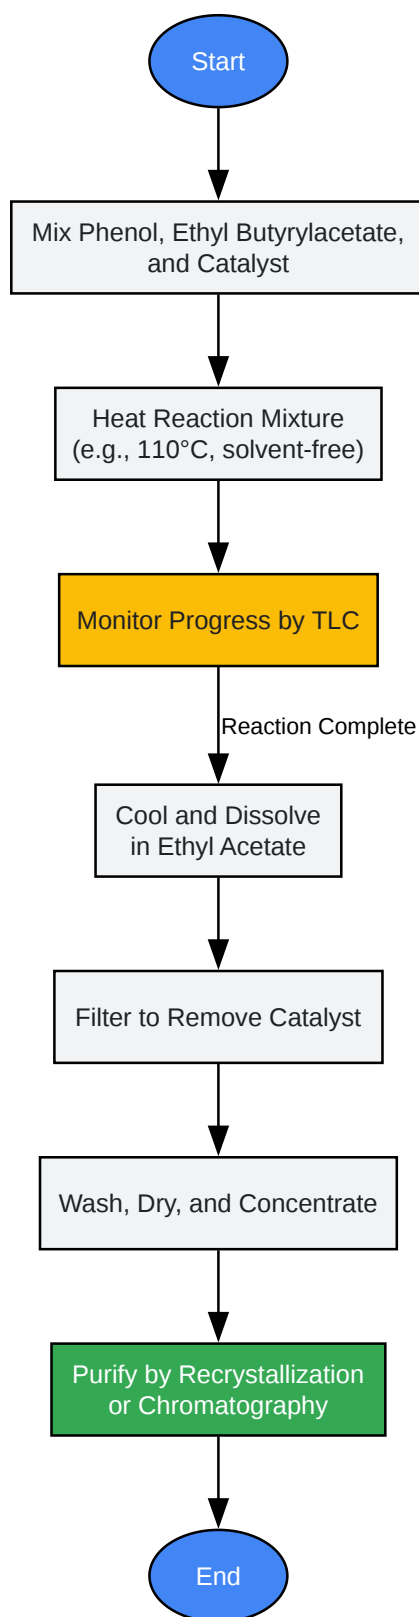 Start
Mix Phenol, Ethyl Butyrylacetate,
and Catalyst
Heat Reaction Mixture
(e.g., 110°C, solvent-free)
Monitor Progress by TLC
Reaction Complete
Cool and Dissolve
in Ethyl Acetate
Filter to Remove Catalyst
Wash, Dry, and Concentrate
Purify by Recrystallization
or Chromatography
End